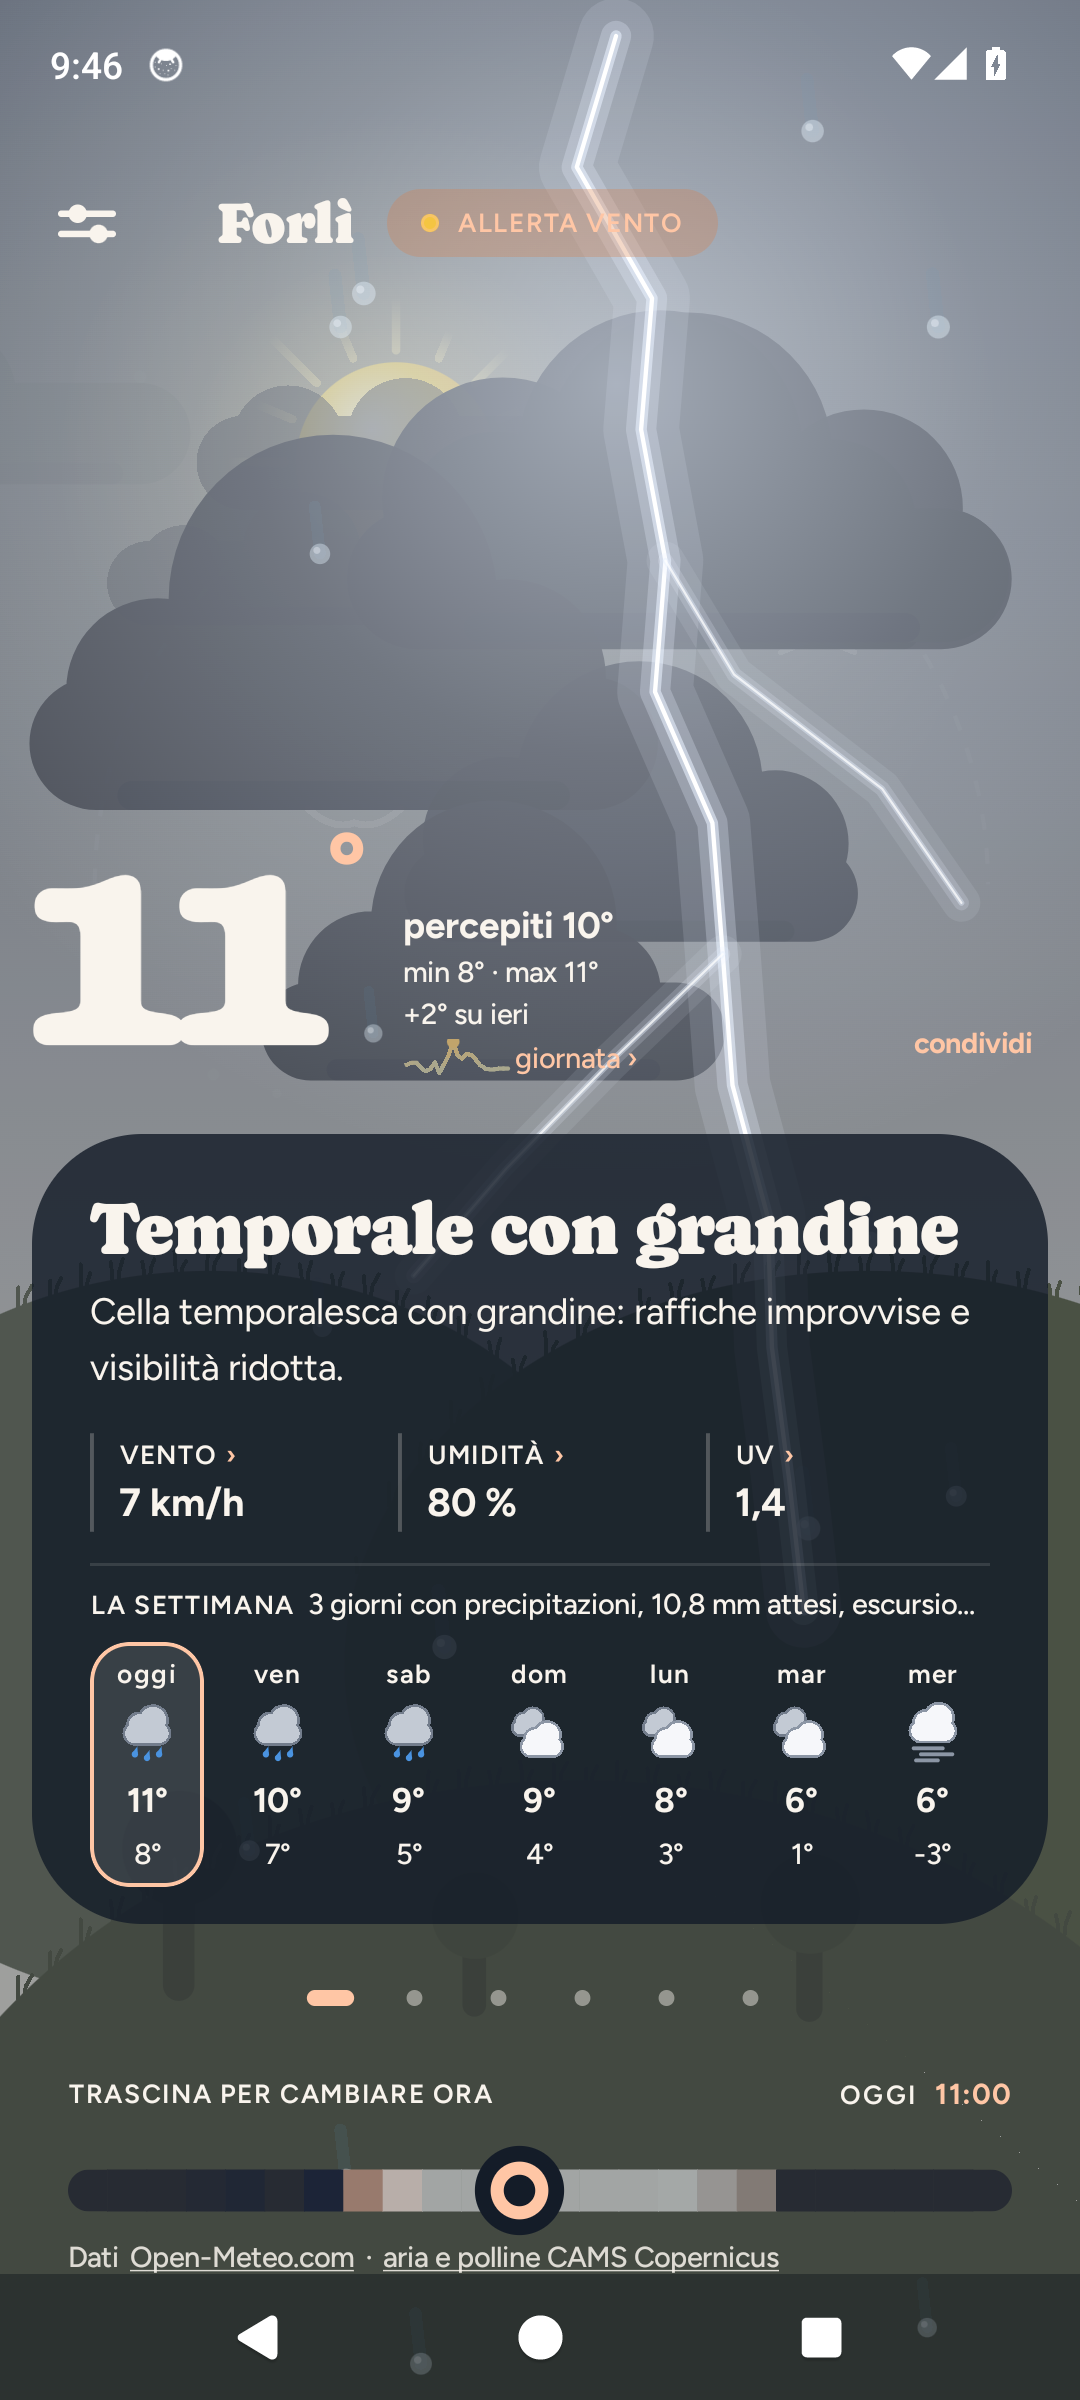 9:46
Forlì
ALLERTA VENTO
11°
percepiti 10°
min 8° · max 11°
+2° su ieri
giornata ›
condividi
Temporale con grandine
Cella temporalesca con grandine: raffiche improvvise e
visibilità ridotta.
VENTO › UMIDITÀ › UV ›
7 km/h 80 % 1,4
LA SETTIMANA 3 giorni con precipitazioni, 10,8 mm attesi, escursio...
oggi ven sab dom lun mar mer
11° 10° 9° 9° 8° 6° 6°
8° 7° 5° 4° 3° 1° -3°
TRASCINA PER CAMBIARE ORA OGGI 11:00
Dati Open-Meteo.com · aria e polline CAMS Copernicus